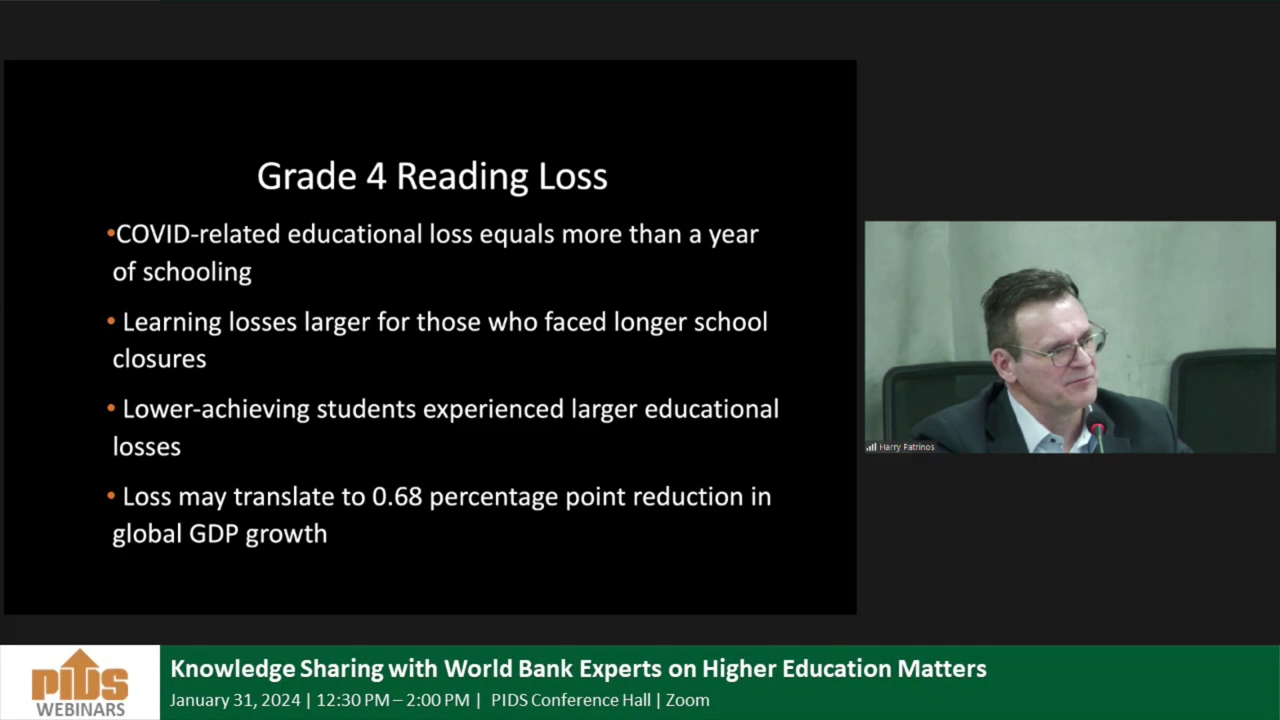 Grade 4 Reading Loss
•COVID-related educational loss equals more than a year
of schooling
• Learning losses larger for those who faced longer school
closures
• Lower-achieving students experienced larger educational
losses
• Loss may translate to 0.68 percentage point reduction in
global GDP growth
Harry Patrinos
PIDS
WEBINARS
Knowledge Sharing with World Bank Experts on Higher Education Matters
January 31, 2024 | 12:30 PM – 2:00 PM | PIDS Conference Hall | Zoom